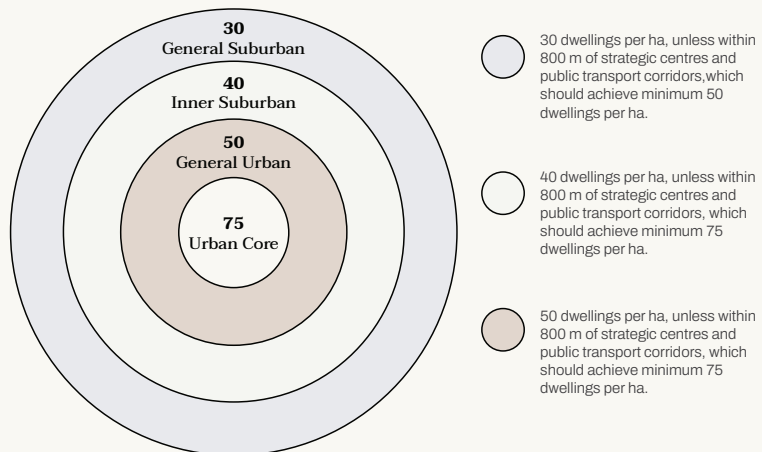 30
General Suburban
40
Inner Suburban
50
General Urban
75
Urban Core
30 dwellings per ha, unless within
800 m of strategic centres and
public transport corridors,which
should achieve minimum 50
dwellings per ha.
40 dwellings per ha, unless within
800 m of strategic centres and
public transport corridors, which
should achieve minimum 75
dwellings per ha.
50 dwellings per ha, unless within
800 m of strategic centres and
public transport corridors, which
should achieve minimum 75
dwellings per ha.